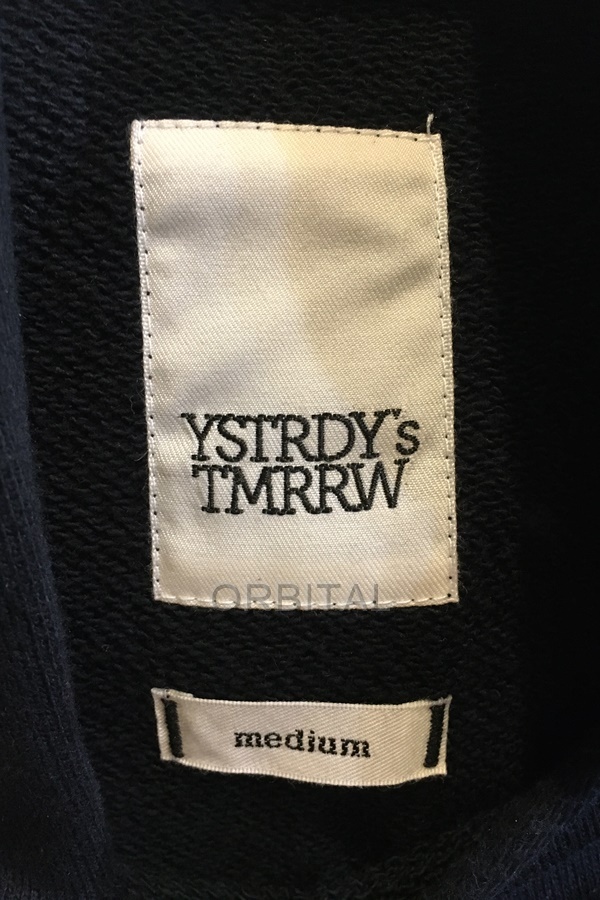 YSTRDY's
TMRRW
ORBITAL
medium